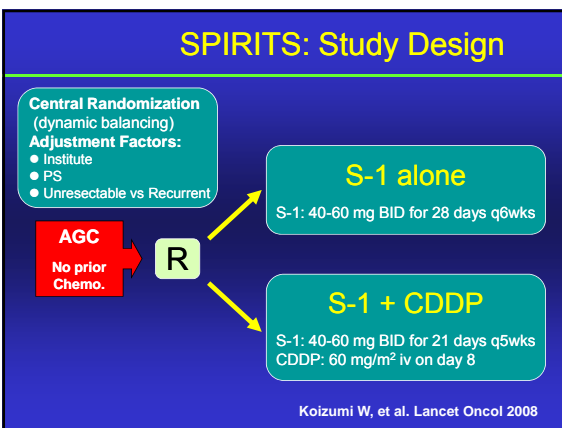 SPIRITS: Study Design
Central Randomization
(dynamic balancing)
Adjustment Factors:
● Institute
● PS
● Unresectable vs Recurrent
AGC
No prior
Chemo.
R
S-1 alone
S-1: 40-60 mg BID for 28 days q6wks
S-1 + CDDP
S-1: 40-60 mg BID for 21 days q5wks
CDDP: 60 mg/m² iv on day 8
Koizumi W, et al. Lancet Oncol 2008